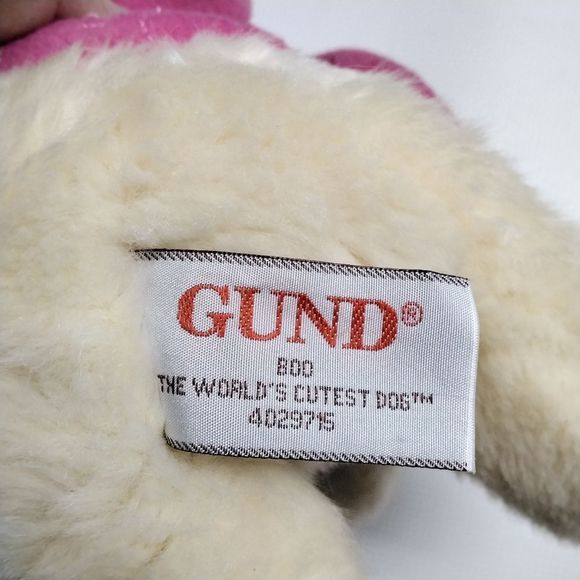 GUND®
BOO
THE WORLD'S CUTEST DOG™
4029715